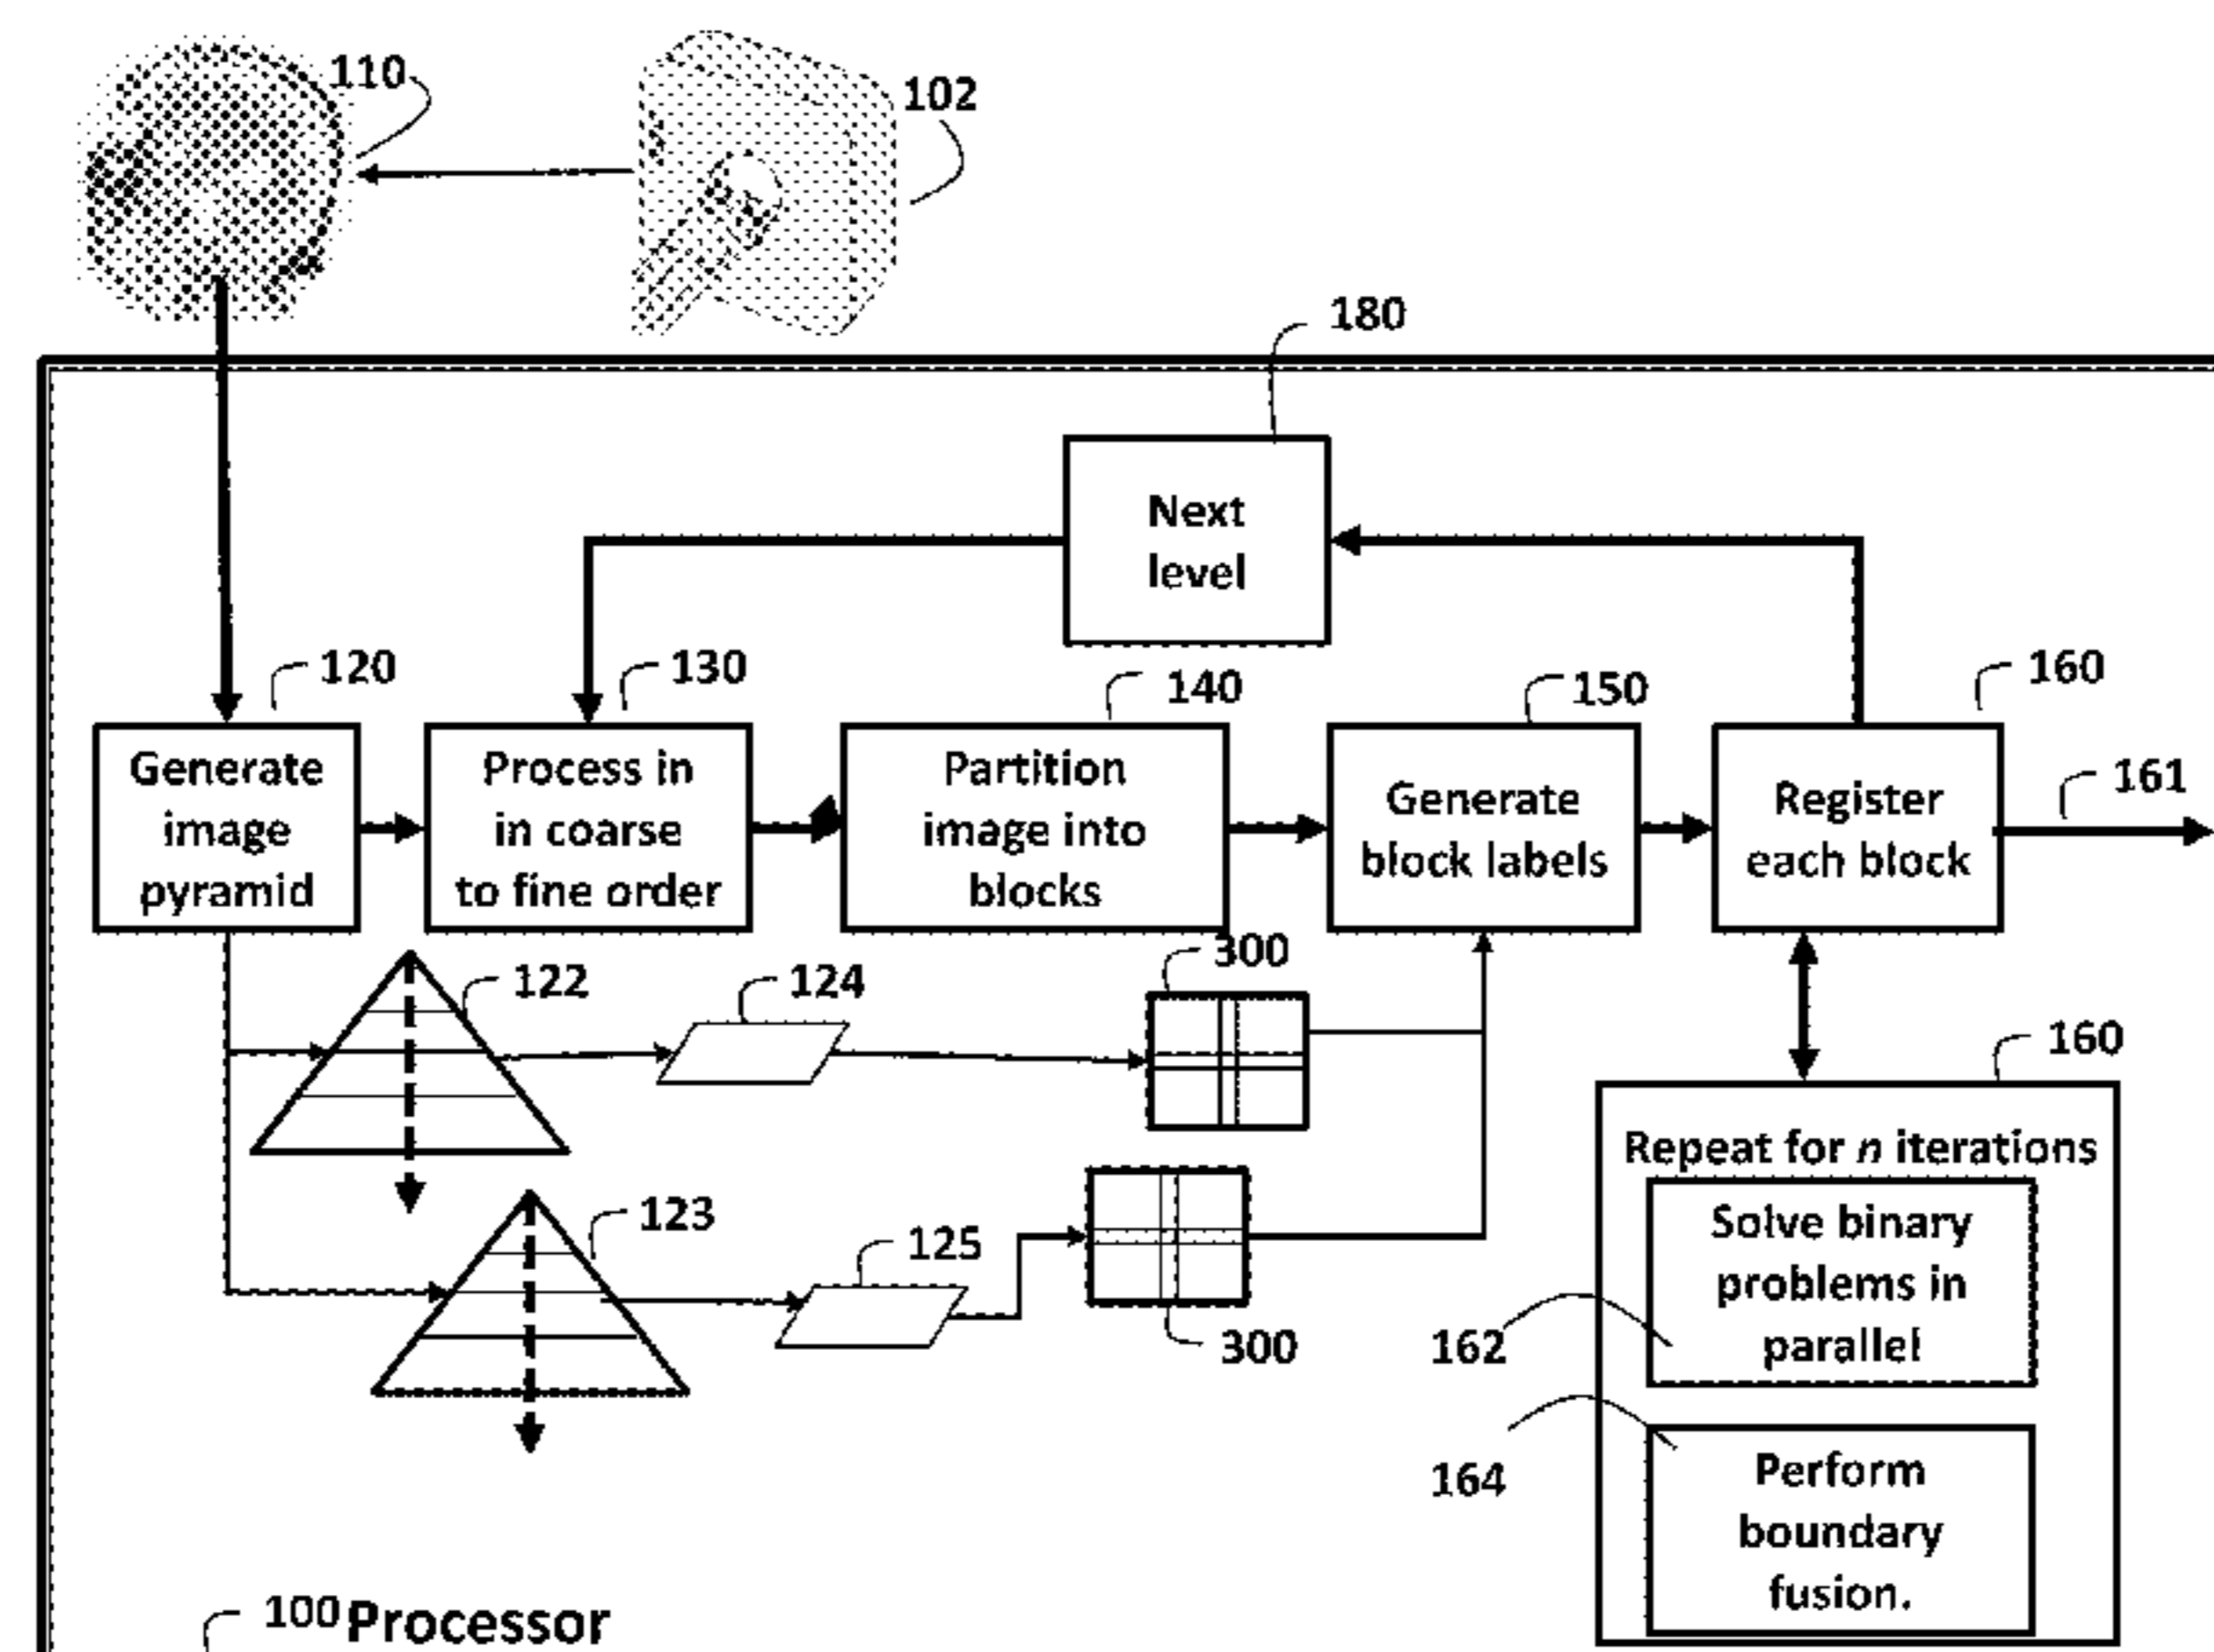 110
102
180
Next
level
120
130
140
150
160
Generate
image
pyramid
Process in
in coarse
to fine order
Partition
image into
blocks
Generate
block labels
Register
each block
161
300
122
124
160
123
125
300
Repeat for n iterations
Solve binary
problems in
parallel
162
164
Perform
boundary
fusion.
100 Processor